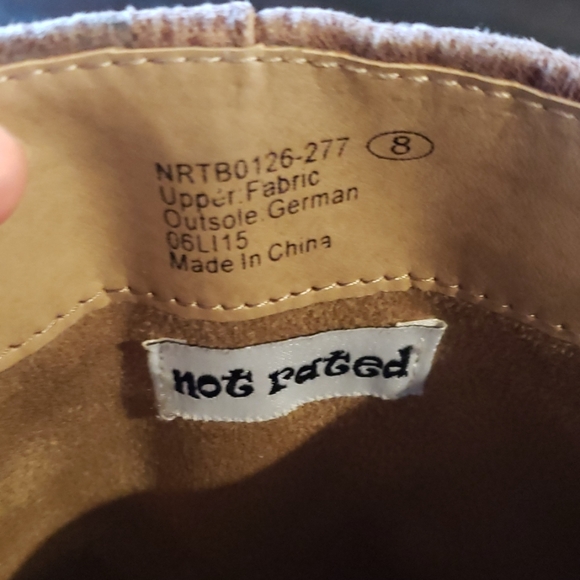 NRTB0126-277 8
Upper.Fabric
Outsole.German
06LI15
Made In China
not rated